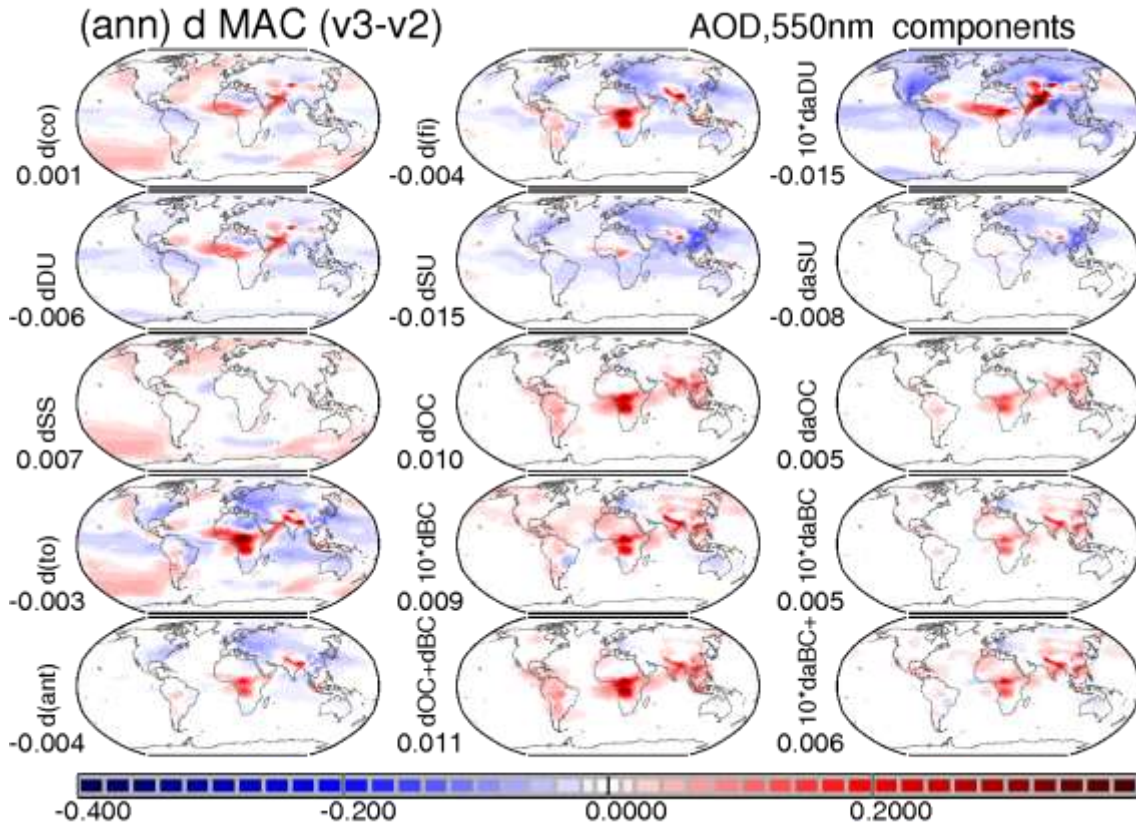 (ann) d MAC (v3-v2)
AOD,550nm components
d(co)
0.001
d(fi)
-0.004
10*daDU
-0.015
dDU
-0.006
dSU
-0.015
daSU
-0.008
dSS
0.007
dOC
0.010
daOC
0.005
d(to)
-0.003
10*dBC
0.009
10*daBC
0.005
d(ant)
-0.004
dOC+dBC
0.011
10*daBC+
0.006
-0.400
-0.200
0.0000
0.2000